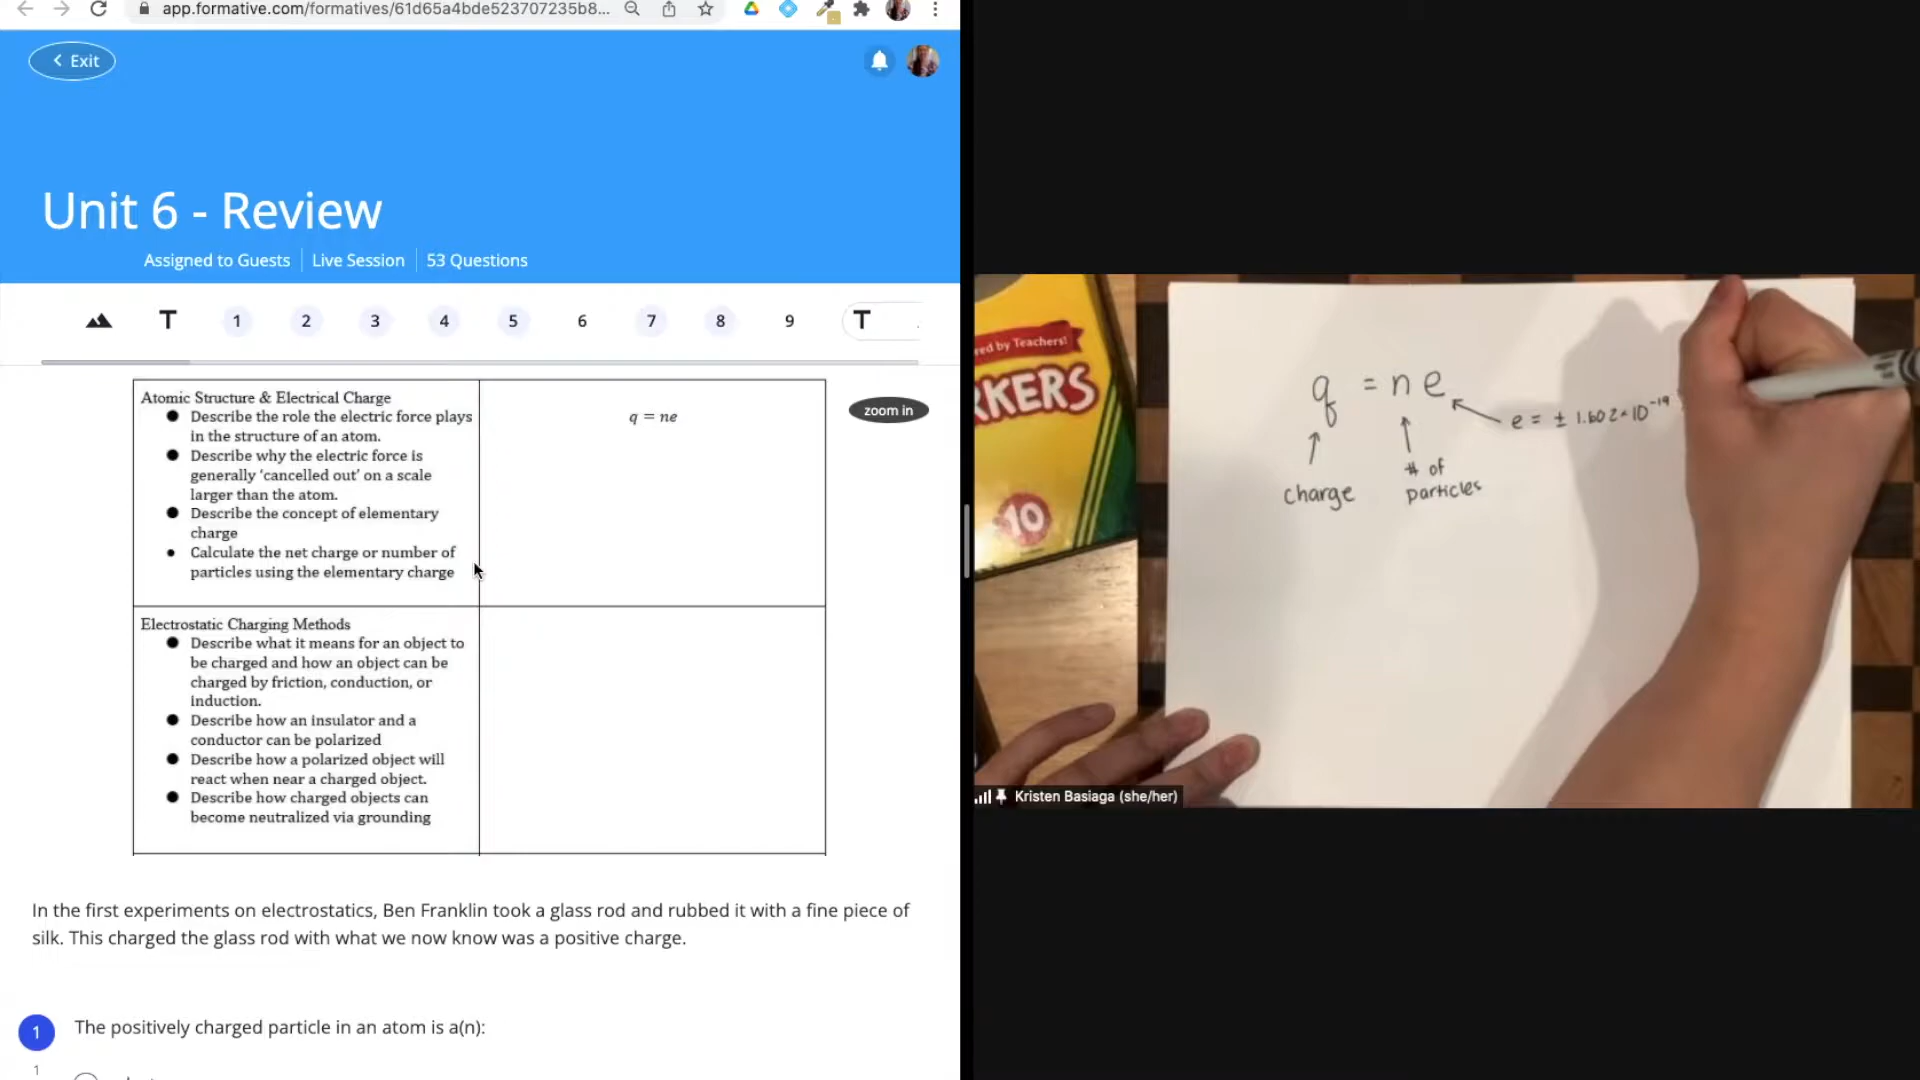 app.formative.com/formatives/61d65a4bde523707235b8...
Exit
Unit 6 - Review
Assigned to Guests
Live Session
53 Questions
T
1
2
3
4
5
6
7
8
9
T
zoom in
Atomic Structure & Electrical Charge
● Describe the role the electric force plays
in the structure of an atom.
● Describe why the electric force is
generally ‘cancelled out’ on a scale
larger than the atom.
● Describe the concept of elementary
charge
● Calculate the net charge or number of
particles using the elementary charge
q = ne
Electrostatic Charging Methods
● Describe what it means for an object to
be charged and how an object can be
charged by friction, conduction, or
induction.
● Describe how an insulator and a
conductor can be polarized
● Describe how a polarized object will
react when near a charged object.
● Describe how charged objects can
become neutralized via grounding
In the first experiments on electrostatics, Ben Franklin took a glass rod and rubbed it with a fine piece of
silk. This charged the glass rod with what we now know was a positive charge.
1
The positively charged particle in an atom is a(n):
1
by Teachers!
10
q = ne
e = ± 1.602×10⁻¹⁹
charge
# of
particles
Kristen Basiaga (she/her)